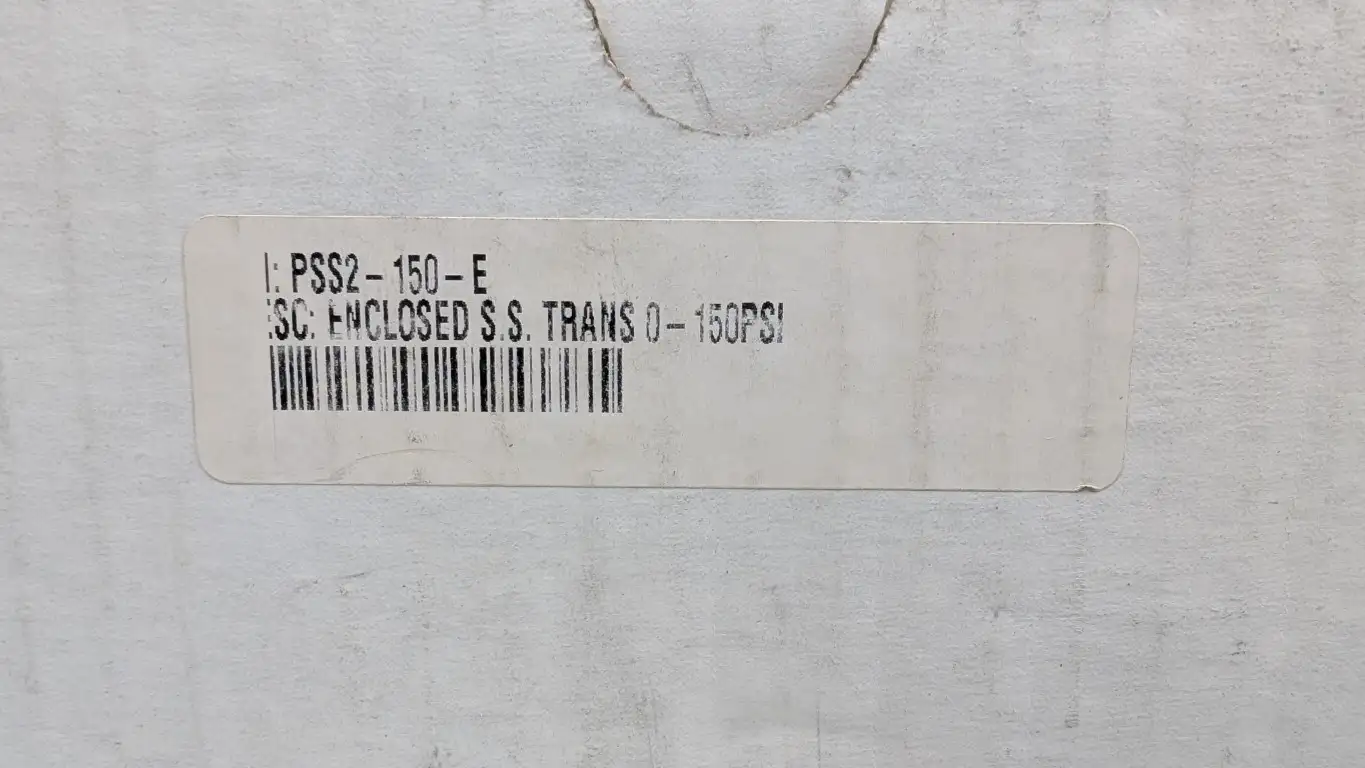 : PSS2-150-E
SC: ENCLOSED S.S. TRANS 0-150PSI